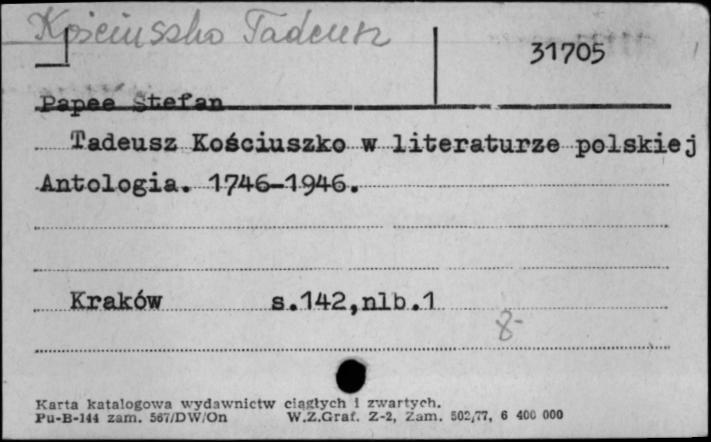 Kościuszko Tadeusz
31705
Papee Stefan
Tadeusz Kościuszko w literaturze polskiej
Antologia. 1746-1946.
Kraków s.142,nlb.1
8-
Karta katalogowa wydawnictw ciągłych i zwartych.
Pu-B-144 zam. 567/DW/On W.Z.Graf. Z-2, Zam. 502/77, 6 400 000